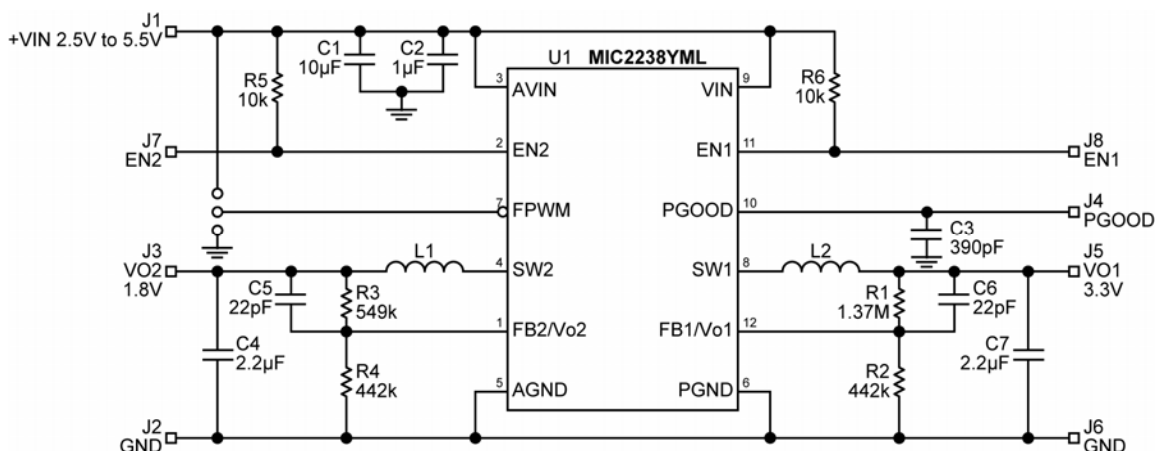 J1
+VIN 2.5V to 5.5V
C1
10µF
C2
1µF
U1 MIC2238YML
R5
10k
3
AVIN
VIN
9
R6
10k
J7
EN2
2
EN2
EN1
11
J8
EN1
7
FPWM
PGOOD
10
J4
PGOOD
C3
390pF
J3
VO2
1.8V
L1
4
SW2
SW1
8
L2
J5
VO1
3.3V
C5
22pF
R3
549k
R1
1.37M
C6
22pF
1
FB2/Vo2
FB1/Vo1
12
C4
2.2µF
R4
442k
R2
442k
C7
2.2µF
5
AGND
PGND
6
J2
GND
J6
GND